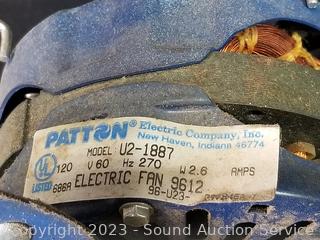 PATTON® Electric Company, Inc.
New Haven, Indiana 46774
MODEL U2-1887
UL 120 V 60 Hz 270 W 2.6 AMPS
LISTED 686A ELECTRIC FAN 9612
96-U23-
Copyright 2023 - Sound Auction Service